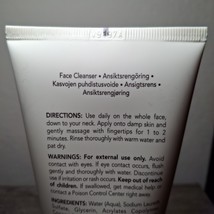 Face Cleanser • Ansiktsrengöring •
Kasvojen puhdistusvoide • Ansigtsrens •
Ansiktsrengjøring
DIRECTIONS: Use daily on the whole face,
down to your neck. Apply onto damp skin and
gently massage with fingertips for 1 to 2
minutes. Rinse thoroughly with warm water and
pat dry.
WARNINGS: For external use only. Avoid
contact with eyes. If contact occurs, flush
gently and thoroughly with water. Discontinue
use if irritation or rash occurs. Keep out of reach
of children. If swallowed, get medical help or
contact a Poison Control Center right away.
INGREDIENTS: Water (Aqua), Sodium Laureth
Sulfate, Glycerin, Acrylates Copolymer